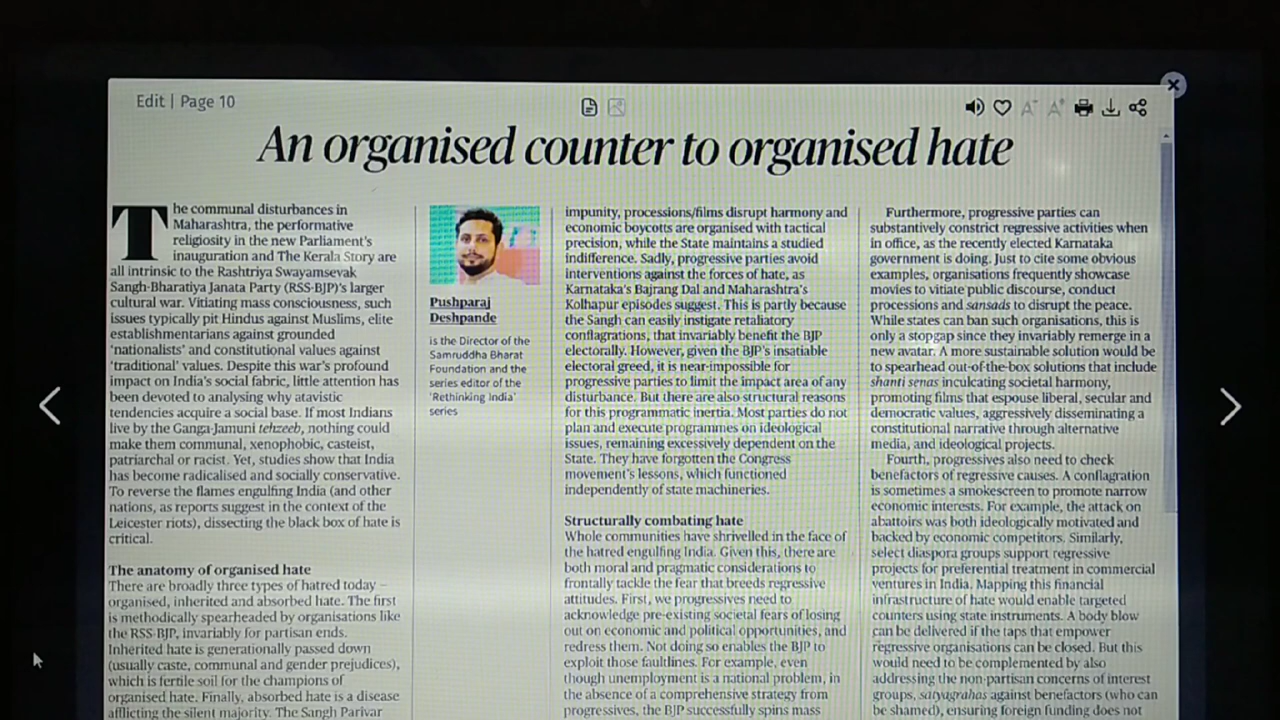 Edit | Page 10
An organised counter to organised hate
The communal disturbances in
Maharashtra, the performative
religiosity in the new Parliament's
inauguration and The Kerala Story are
all intrinsic to the Rashtriya Swayamsevak
Sangh-Bharatiya Janata Party (RSS-BJP)'s larger
cultural war. Vitiating mass consciousness, such
issues typically pit Hindus against Muslims, elite
establishmentarians against grounded
'nationalists' and constitutional values against
'traditional' values. Despite this war's profound
impact on India's social fabric, little attention has
been devoted to analysing why atavistic
tendencies acquire a social base. If most Indians
live by the Ganga-Jamuni tehzeeb, nothing could
make them communal, xenophobic, casteist,
patriarchal or racist. Yet, studies show that India
has become radicalised and socially conservative.
To reverse the flames engulfing India (and other
nations, as reports suggest in the context of the
Leicester riots), dissecting the black box of hate is
critical.
The anatomy of organised hate
There are broadly three types of hatred today –
organised, inherited and absorbed hate. The first
is methodically spearheaded by organisations like
the RSS-BJP, invariably for partisan ends.
Inherited hate is generationally passed down
(usually caste, communal and gender prejudices),
which is fertile soil for the champions of
organised hate. Finally, absorbed hate is a disease
afflicting the silent majority. The Sangh Parivar
Pushparaj
Deshpande
is the Director of the
Samruddha Bharat
Foundation and the
series editor of the
'Rethinking India'
series
impunity, processions/films disrupt harmony and
economic boycotts are organised with tactical
precision, while the State maintains a studied
indifference. Sadly, progressive parties avoid
interventions against the forces of hate, as
Karnataka's Bajrang Dal and Maharashtra's
Kolhapur episodes suggest. This is partly because
the Sangh can easily instigate retaliatory
conflagrations, that invariably benefit the BJP
electorally. However, given the BJP's insatiable
electoral greed, it is near-impossible for
progressive parties to limit the impact area of any
disturbance. But there are also structural reasons
for this programmatic inertia. Most parties do not
plan and execute programmes on ideological
issues, remaining excessively dependent on the
State. They have forgotten the Congress
movement's lessons, which functioned
independently of state machineries.
Structurally combating hate
Whole communities have shrivelled in the face of
the hatred engulfing India. Given this, there are
both moral and pragmatic considerations to
frontally tackle the fear that breeds regressive
attitudes. First, we progressives need to
acknowledge pre-existing societal fears of losing
out on economic and political opportunities, and
redress them. Not doing so enables the BJP to
exploit those faultlines. For example, even
though unemployment is a national problem, in
the absence of a comprehensive strategy from
progressives, the BJP successfully spins mass
Furthermore, progressive parties can
substantively constrict regressive activities when
in office, as the recently elected Karnataka
government is doing. Just to cite some obvious
examples, organisations frequently showcase
movies to vitiate public discourse, conduct
processions and sansads to disrupt the peace.
While states can ban such organisations, this is
only a stopgap since they invariably remerge in a
new avatar. A more sustainable solution would be
to spearhead out-of-the-box solutions that include
shanti senas inculcating societal harmony,
promoting films that espouse liberal, secular and
democratic values, aggressively disseminating a
constitutional narrative through alternative
media, and ideological projects.
Fourth, progressives also need to check
benefactors of regressive causes. A conflagration
is sometimes a smokescreen to promote narrow
economic interests. For example, the attack on
abattoirs was both ideologically motivated and
backed by economic competitors. Similarly,
select diaspora groups support regressive
projects for preferential treatment in commercial
ventures in India. Mapping this financial
infrastructure of hate would enable targeted
counters using state instruments. A body blow
can be delivered if the taps that empower
regressive organisations can be closed. But this
would need to be complemented by also
addressing the non-partisan concerns of interest
groups, satyagrahas against benefactors (who can
be shamed), ensuring foreign funding does not